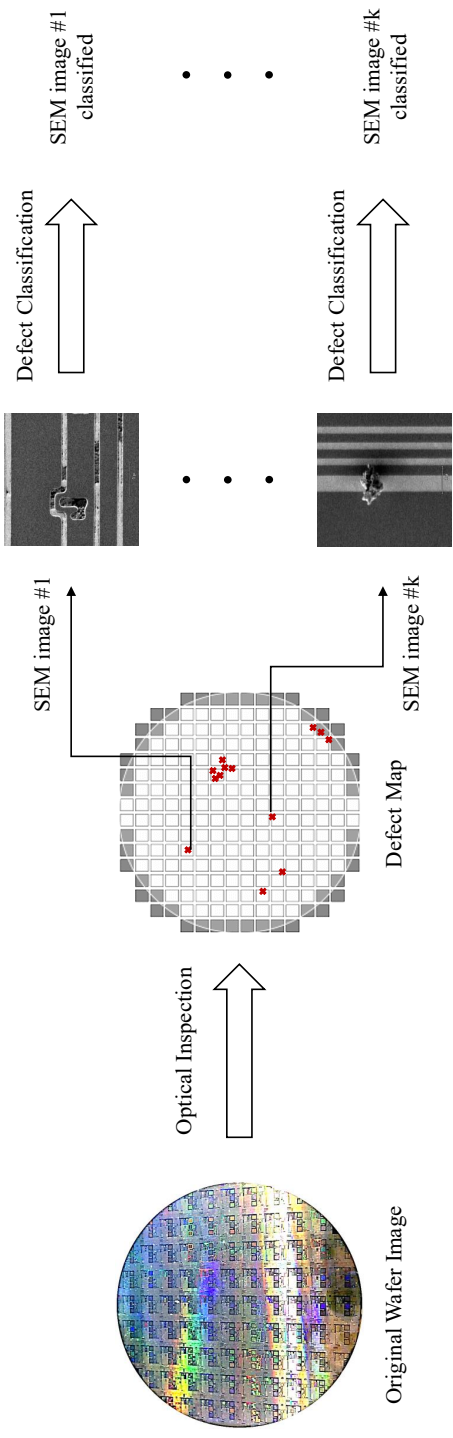 Original Wafer Image
Optical Inspection
Defect Map
SEM image #1
SEM image #k
Defect Classification
Defect Classification
SEM image #1
classified
SEM image #k
classified